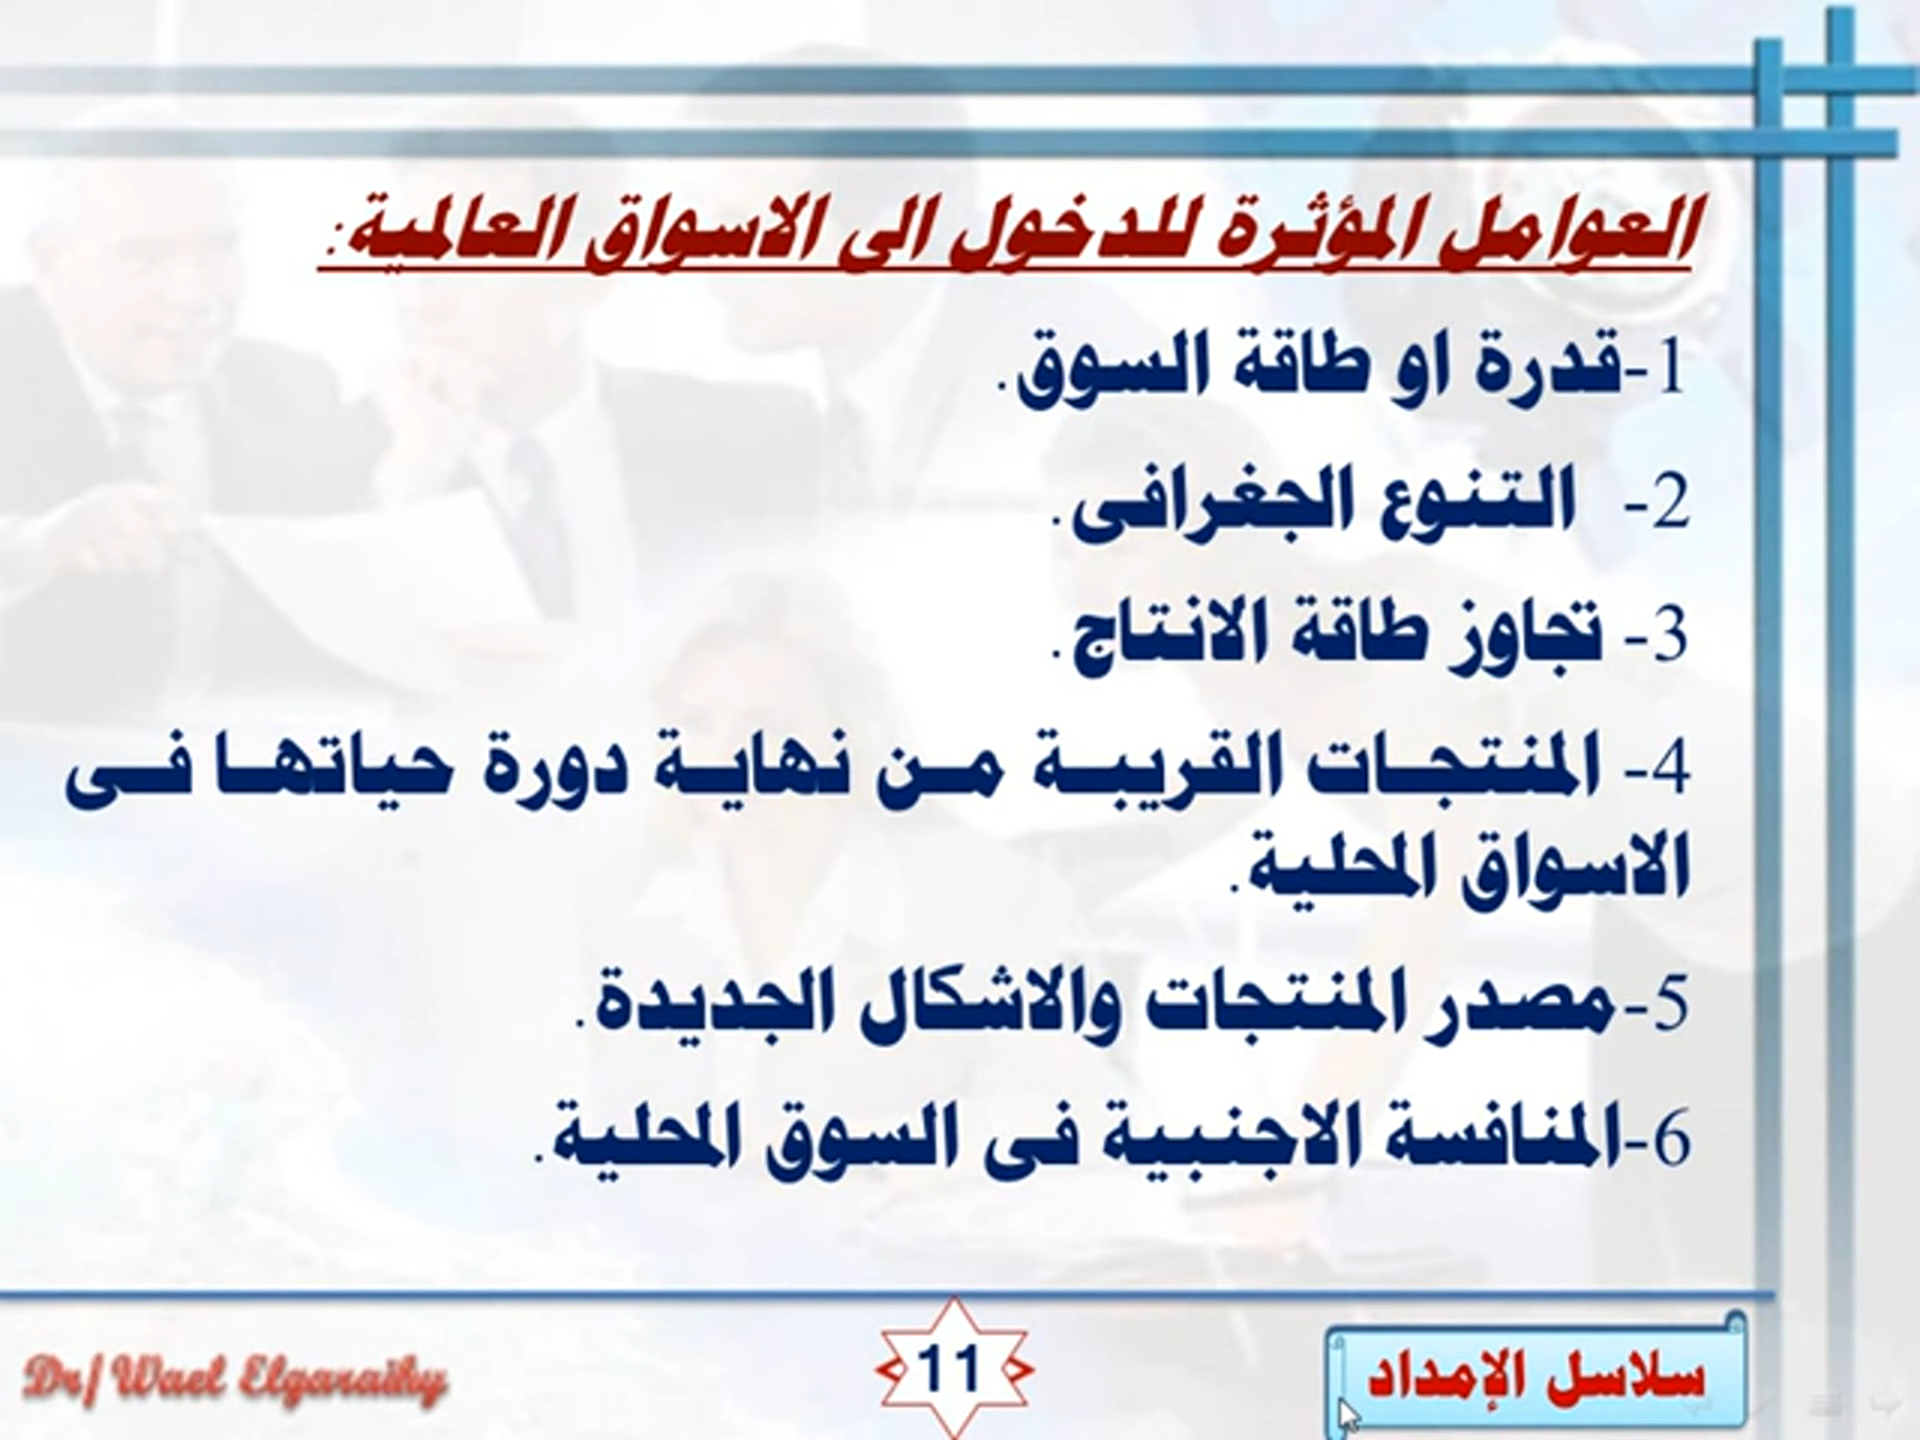 العوامل المؤثرة للدخول الى الاسواق العالمية:
1-قدرة او طاقة السوق.
2- التنوع الجغرافى.
3- تجاوز طاقة الانتاج.
4- المنتجات القريبة من نهاية دورة حياتها فى
الاسواق المحلية.
5-مصدر المنتجات والاشكال الجديدة.
6-المنافسة الاجنبية فى السوق المحلية.
سلاسل الإمداد
11
Dr/ Wael Elgaraihy